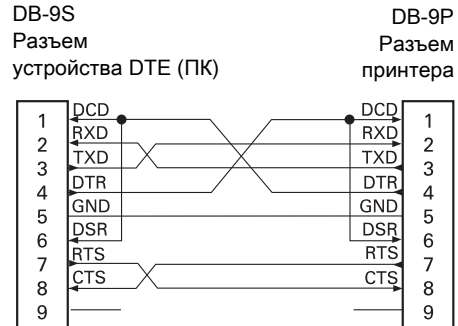 DB-9S
Разъем
устройства DTE (ПК)
DB-9P
Разъем
принтера
1 DCD DCD 1
2 RXD RXD 2
3 TXD TXD 3
4 DTR DTR 4
5 GND GND 5
6 DSR DSR 6
7 RTS RTS 7
8 CTS CTS 8
9 9